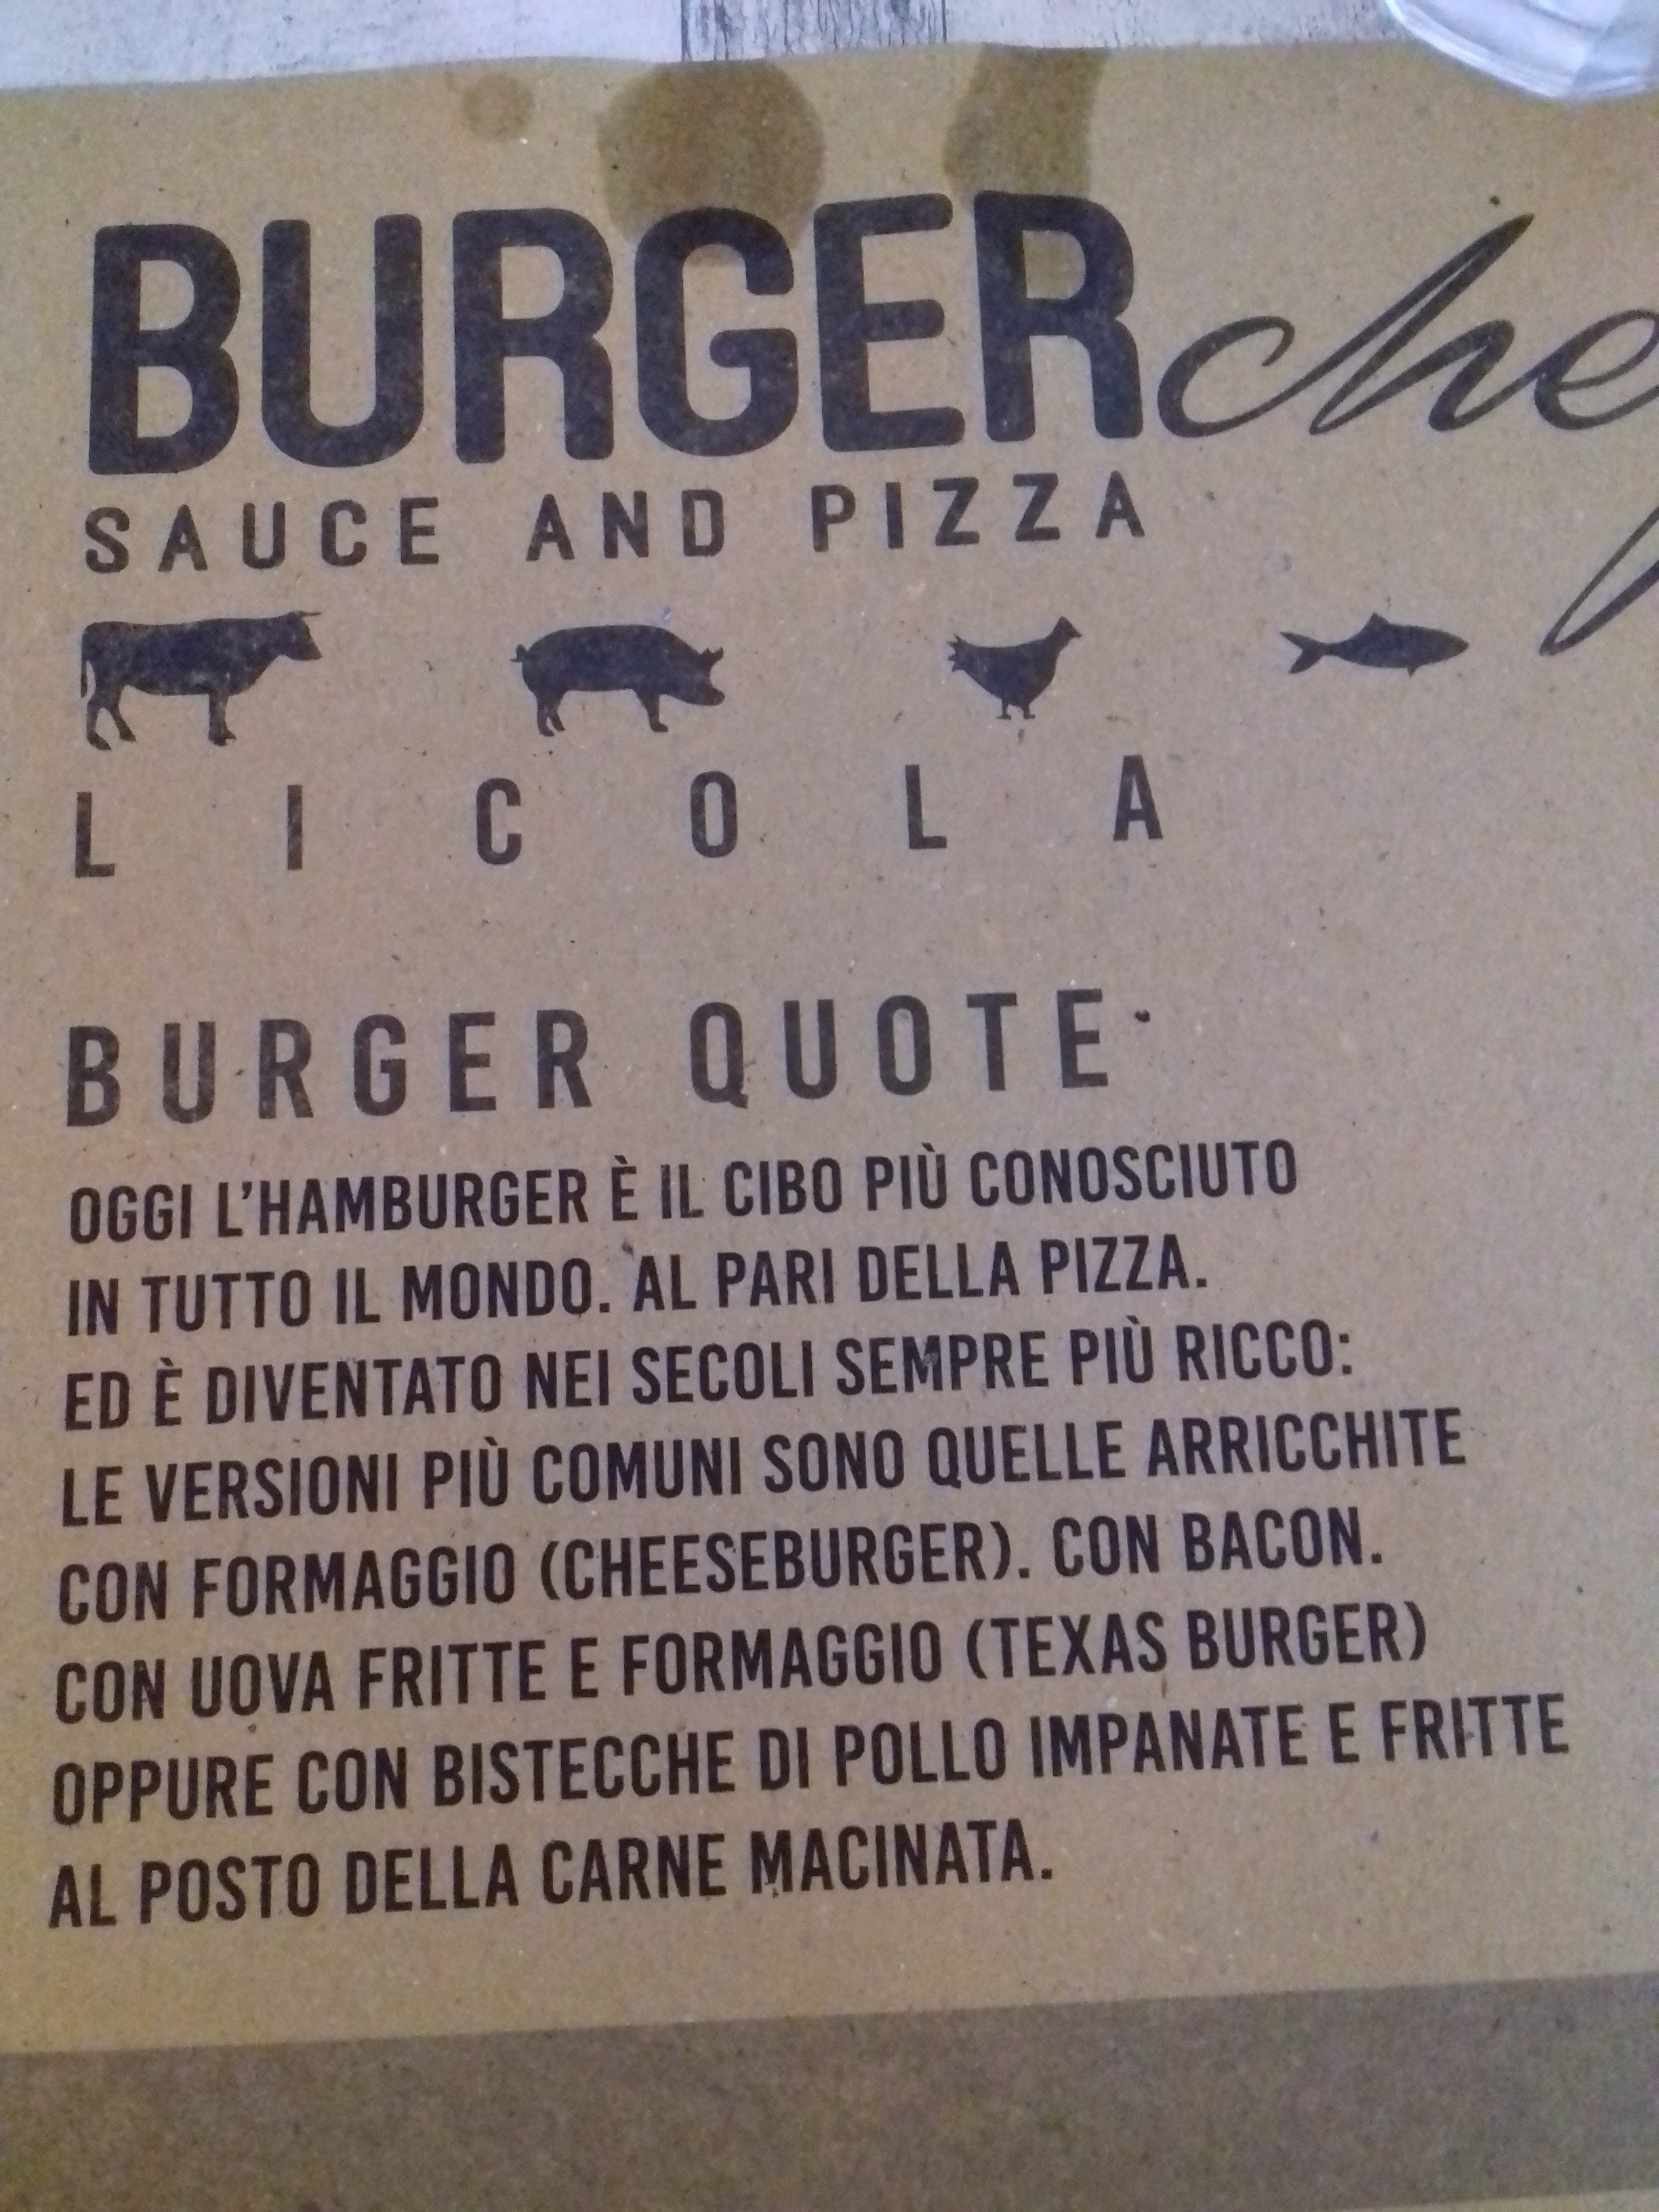 BURGER chef
SAUCE AND PIZZA
LICOLA
BURGER QUOTE
OGGI L'HAMBURGER È IL CIBO PIÙ CONOSCIUTO
IN TUTTO IL MONDO. AL PARI DELLA PIZZA.
ED È DIVENTATO NEI SECOLI SEMPRE PIÙ RICCO:
LE VERSIONI PIÙ COMUNI SONO QUELLE ARRICCHITE
CON FORMAGGIO (CHEESEBURGER). CON BACON.
CON UOVA FRITTE E FORMAGGIO (TEXAS BURGER)
OPPURE CON BISTECCHE DI POLLO IMPANATE E FRITTE
AL POSTO DELLA CARNE MACINATA.